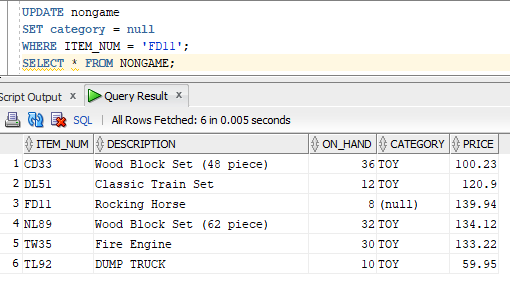 UPDATE nongame
SET category = null
WHERE ITEM_NUM = 'FD11';
SELECT * FROM NONGAME;
Script Output x Query Result x
SQL | All Rows Fetched: 6 in 0.005 seconds
ITEM_NUM DESCRIPTION ON_HAND CATEGORY PRICE
1 CD33 Wood Block Set (48 piece) 36 TOY 100.23
2 DL51 Classic Train Set 12 TOY 120.9
3 FD11 Rocking Horse 8 (null) 139.94
4 NL89 Wood Block Set (62 piece) 32 TOY 134.12
5 TW35 Fire Engine 30 TOY 133.22
6 TL92 DUMP TRUCK 10 TOY 59.95